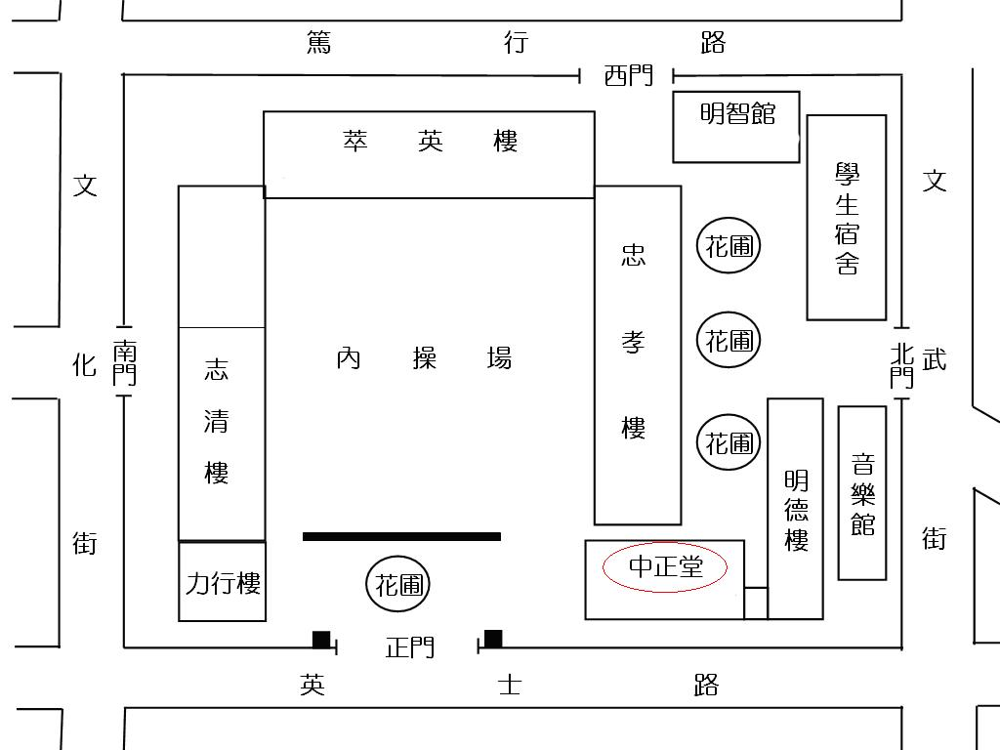 篤行路
西門
明智館
萃英樓
學生宿舍
文化街
文武街
忠孝樓
花圃
花圃
花圃
南門
北門
內操場
志清樓
明德樓
音樂館
中正堂
力行樓
花圃
正門
英士路